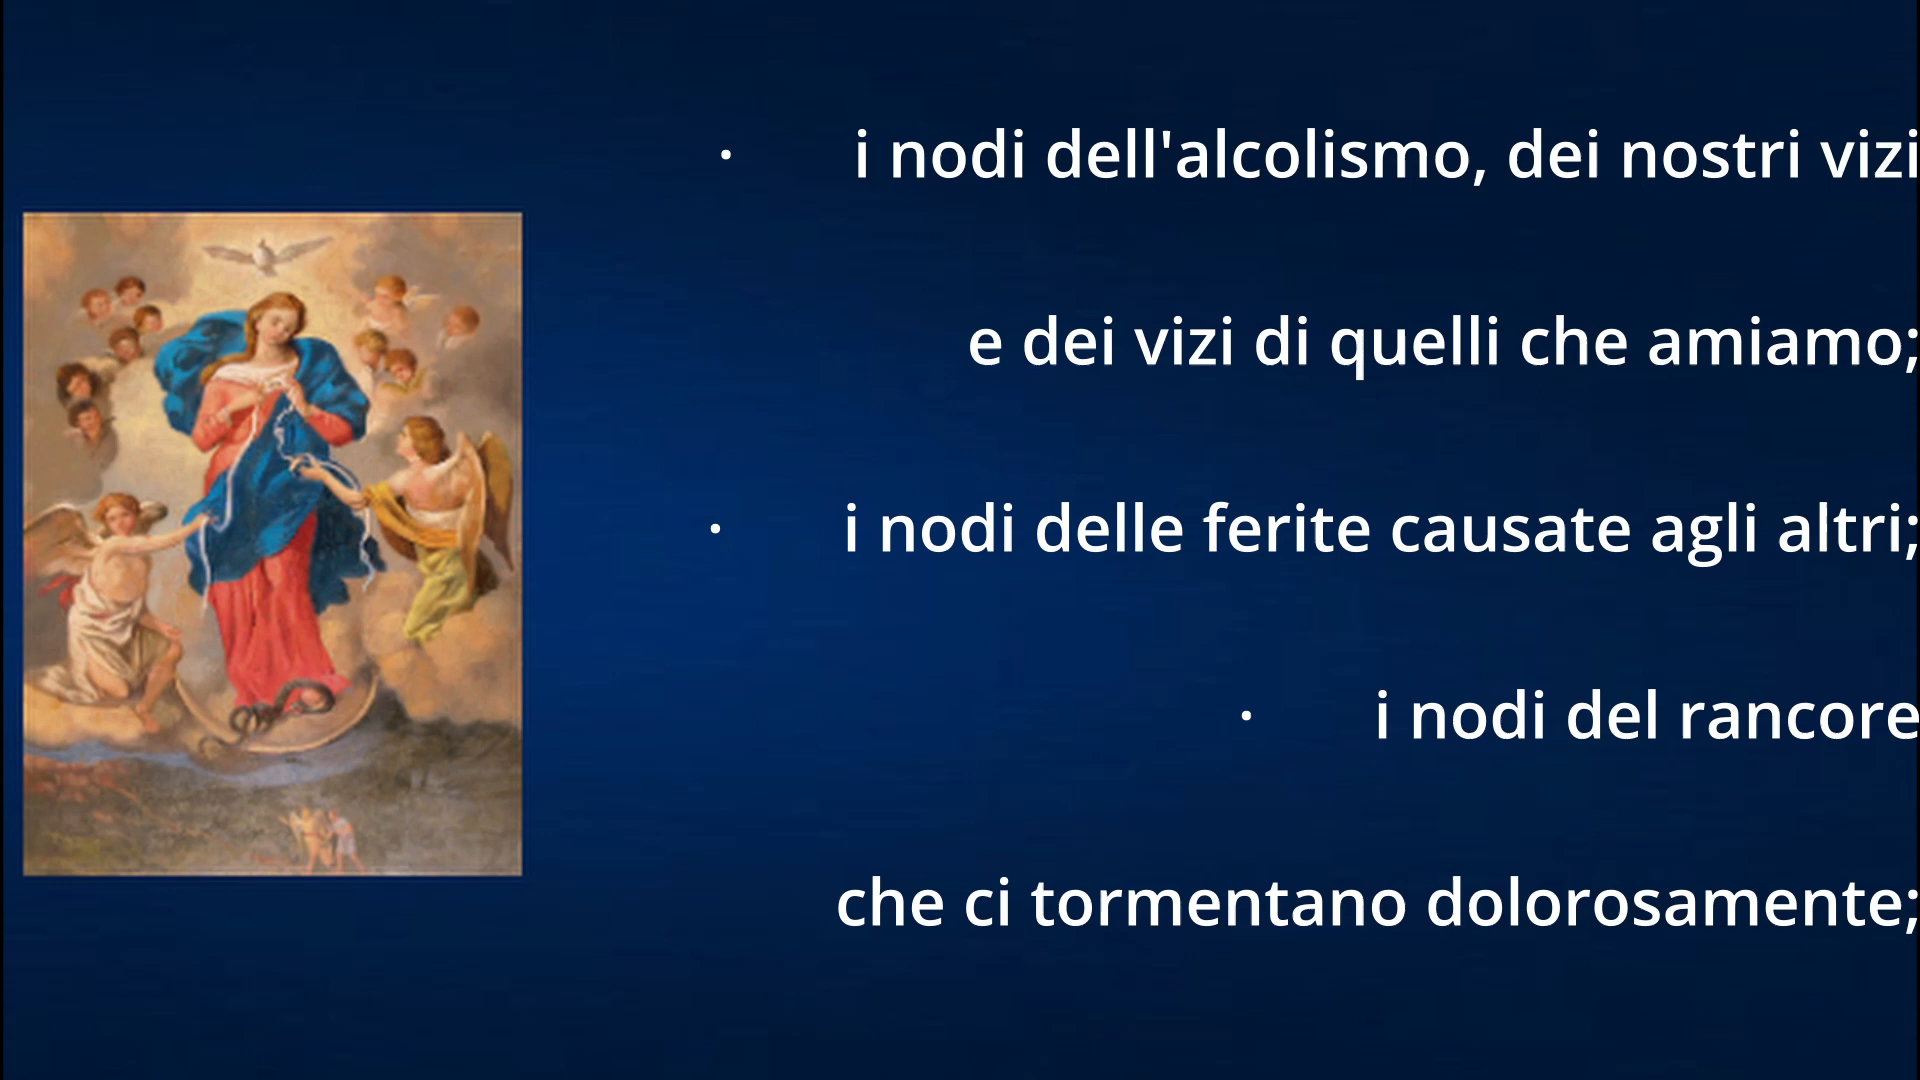 · i nodi dell'alcolismo, dei nostri vizi
e dei vizi di quelli che amiamo;
· i nodi delle ferite causate agli altri;
· i nodi del rancore
che ci tormentano dolorosamente;